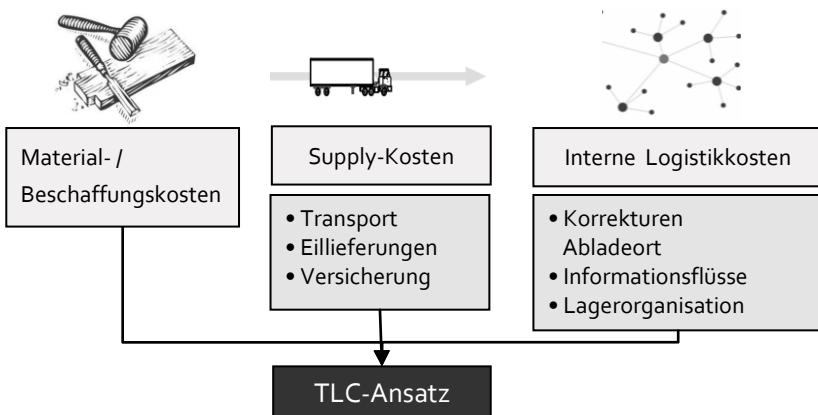 Material- /
Beschaffungskosten
Supply-Kosten
• Transport
• Eillieferungen
• Versicherung
Interne Logistikkosten
• Korrekturen
Abladeort
• Informationsflüsse
• Lagerorganisation
TLC-Ansatz